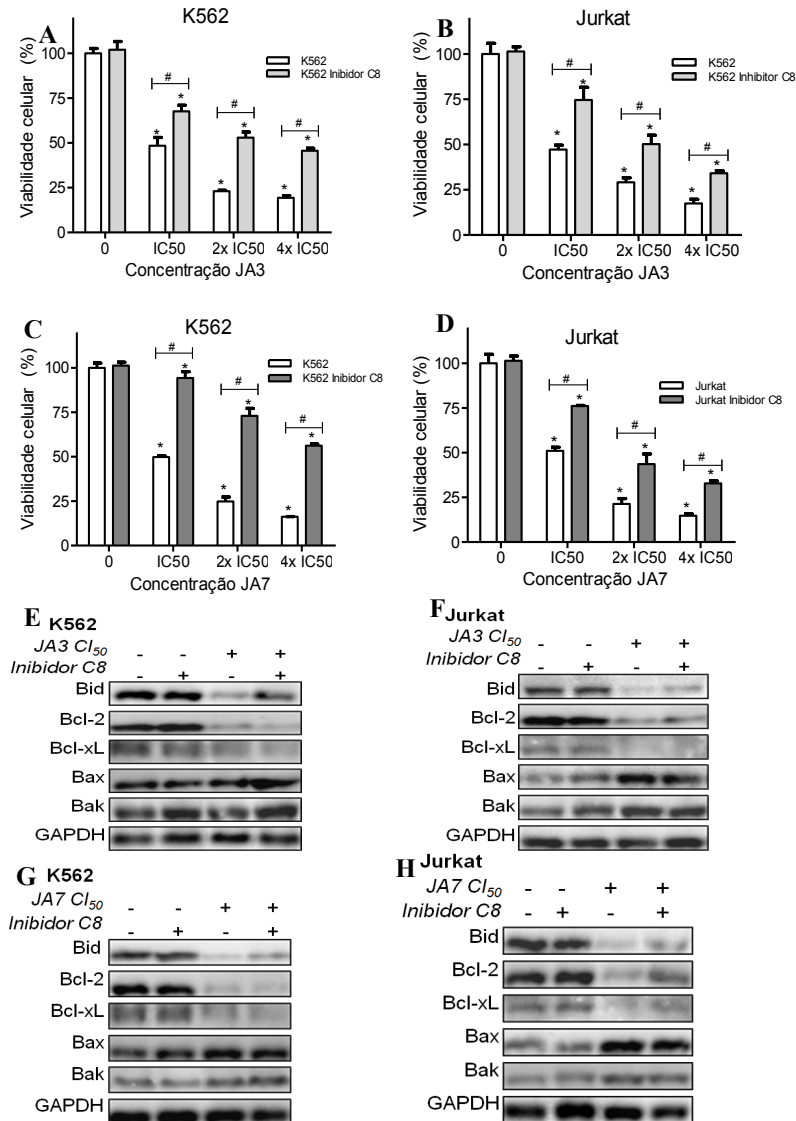 A
K562
Viabilidade celular (%)
100
75
50
25
0
#
#
#
*
*
*
*
*
*
K562
K562 Inibidor C8
0
IC50
2x IC50
4x IC50
Concentração JA3
B
Jurkat
Viabilidade celular (%)
100
75
50
25
0
#
#
#
*
*
*
*
*
*
K562
K562 Inhibitor C8
0
IC50
2x IC50
4x IC50
Concentração JA3
C
K562
Viabilidade celular (%)
100
75
50
25
0
#
#
#
*
*
*
*
*
*
K562
K562 Inibidor C8
0
IC50
2x IC50
4x IC50
Concentração JA7
D
Jurkat
Viabilidade celular (%)
100
75
50
25
0
#
#
#
*
*
*
*
*
*
Jurkat
Jurkat Inibidor C8
0
IC50
2x IC50
4x IC50
Concentração JA7
E K562
JA3 CI50 - - + +
Inibidor C8 - + - +
Bid
Bcl-2
Bcl-xL
Bax
Bak
GAPDH
F Jurkat
JA3 CI50 - - + +
Inibidor C8 - + - +
Bid
Bcl-2
Bcl-xL
Bax
Bak
GAPDH
G K562
JA7 CI50 - - + +
Inibidor C8 - + - +
Bid
Bcl-2
Bcl-xL
Bax
Bak
GAPDH
H Jurkat
JA7 CI50 - - + +
Inibidor C8 - + - +
Bid
Bcl-2
Bcl-xL
Bax
Bak
GAPDH